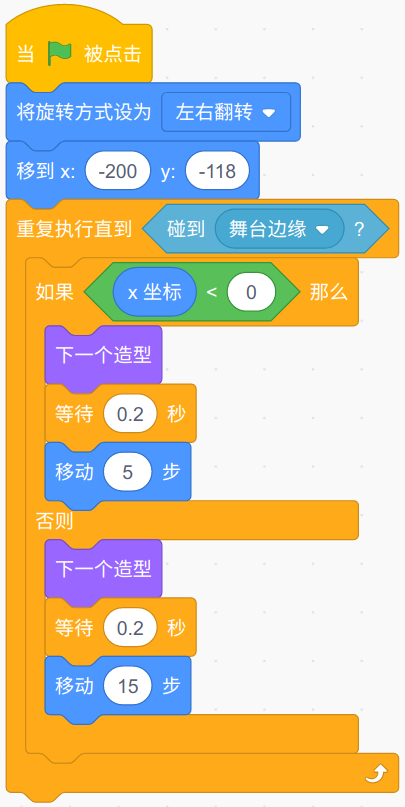 当 被点击
将旋转方式设为 左右翻转
移到 x: -200 y: -118
重复执行直到 碰到 舞台边缘 ?
如果 x 坐标 < 0 那么
下一个造型
等待 0.2 秒
移动 5 步
否则
下一个造型
等待 0.2 秒
移动 15 步